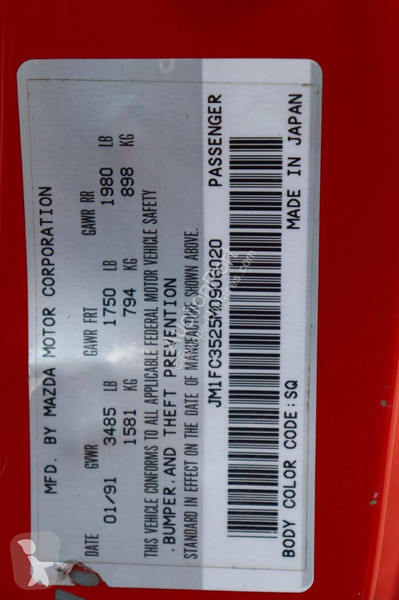 MFD. BY MAZDA MOTOR CORPORATION
DATE GVWR GAWR FRT GAWR RR
01/91 3485 LB 1750 LB 1980 LB
1581 KG 794 KG 898 KG
THIS VEHICLE CONFORMS TO ALL APPLICABLE FEDERAL MOTOR VEHICLE SAFETY
.BUMPER.AND THEFT PREVENTION
STANDARD IN EFFECT ON THE DATE OF MANUFACTURE SHOWN ABOVE.
JM1FC3525M0902020 PASSENGER
BODY COLOR CODE:SQ MADE IN JAPAN